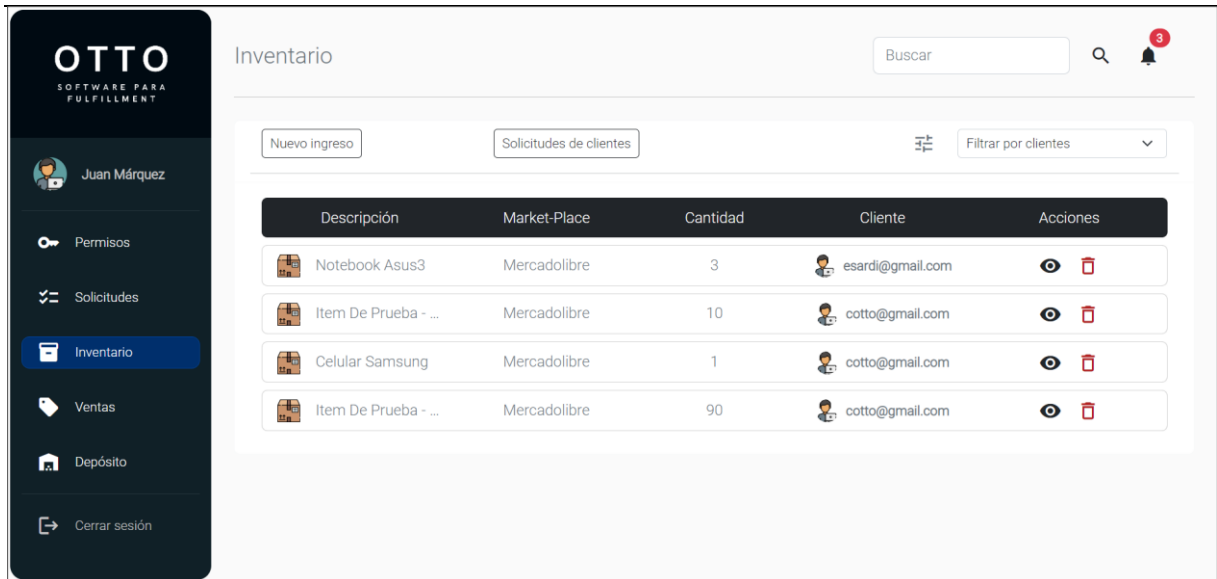 OTTO
SOFTWARE PARA
FULFILLMENT
Juan Márquez
Permisos
Solicitudes
Inventario
Ventas
Depósito
Cerrar sesión
Inventario
Buscar
3
Nuevo ingreso
Solicitudes de clientes
Filtrar por clientes
Descripción Market-Place Cantidad Cliente Acciones
Notebook Asus3 Mercadolibre 3 esardi@gmail.com
Item De Prueba - ... Mercadolibre 10 cotto@gmail.com
Celular Samsung Mercadolibre 1 cotto@gmail.com
Item De Prueba - ... Mercadolibre 90 cotto@gmail.com